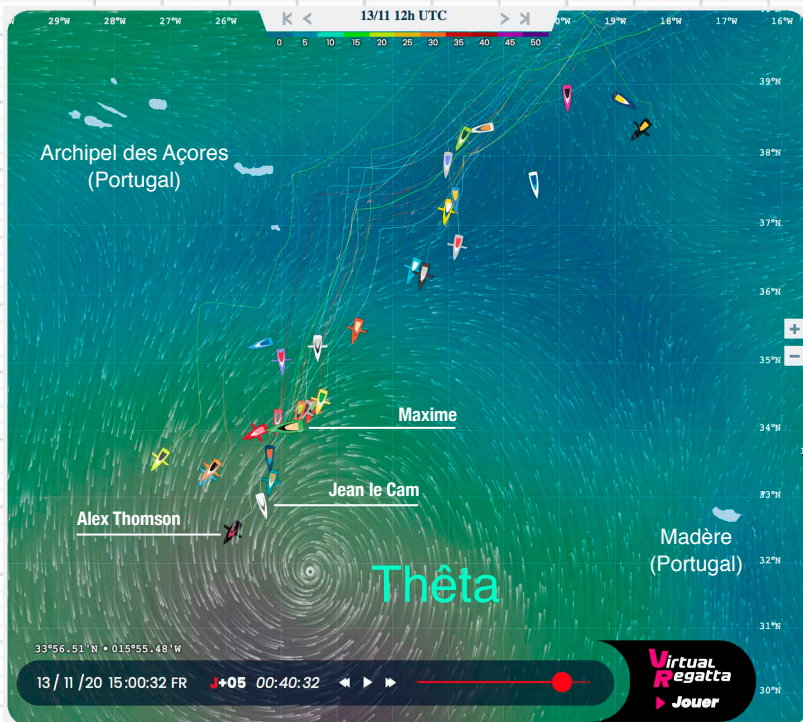 13/11 12h UTC
29°W 28°W 27°W 26°W 20°W 19°W 18°W 17°W 16°W
0 5 10 15 20 25 30 35 40 45 50
39°N
Archipel des Açores
(Portugal)
38°N
37°N
36°N
+
35°N
−
Maxime
34°N
Jean le Cam
33°N
Alex Thomson
Madère
(Portugal)
32°N
Thêta
31°N
33°56.51'N • 015°55.48'W
13 / 11 /20 15:00:32 FR J+05 00:40:32
Virtual
Regatta
Jouer
30°N